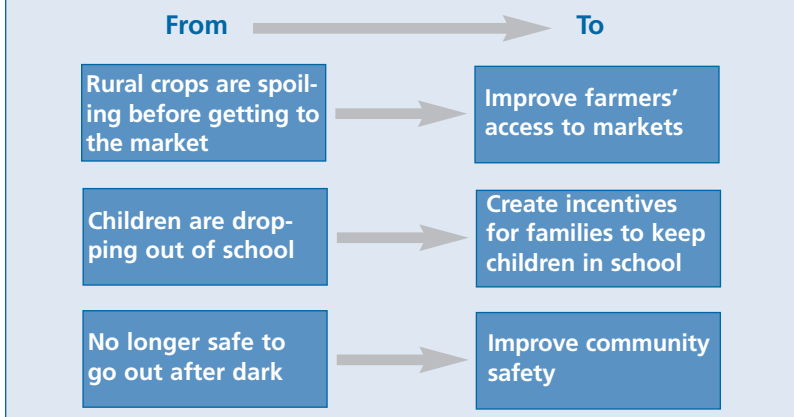 From To
Rural crops are spoil-
ing before getting to
the market
Improve farmers’
access to markets
Children are drop-
ping out of school
Create incentives
for families to keep
children in school
No longer safe to
go out after dark
Improve community
safety